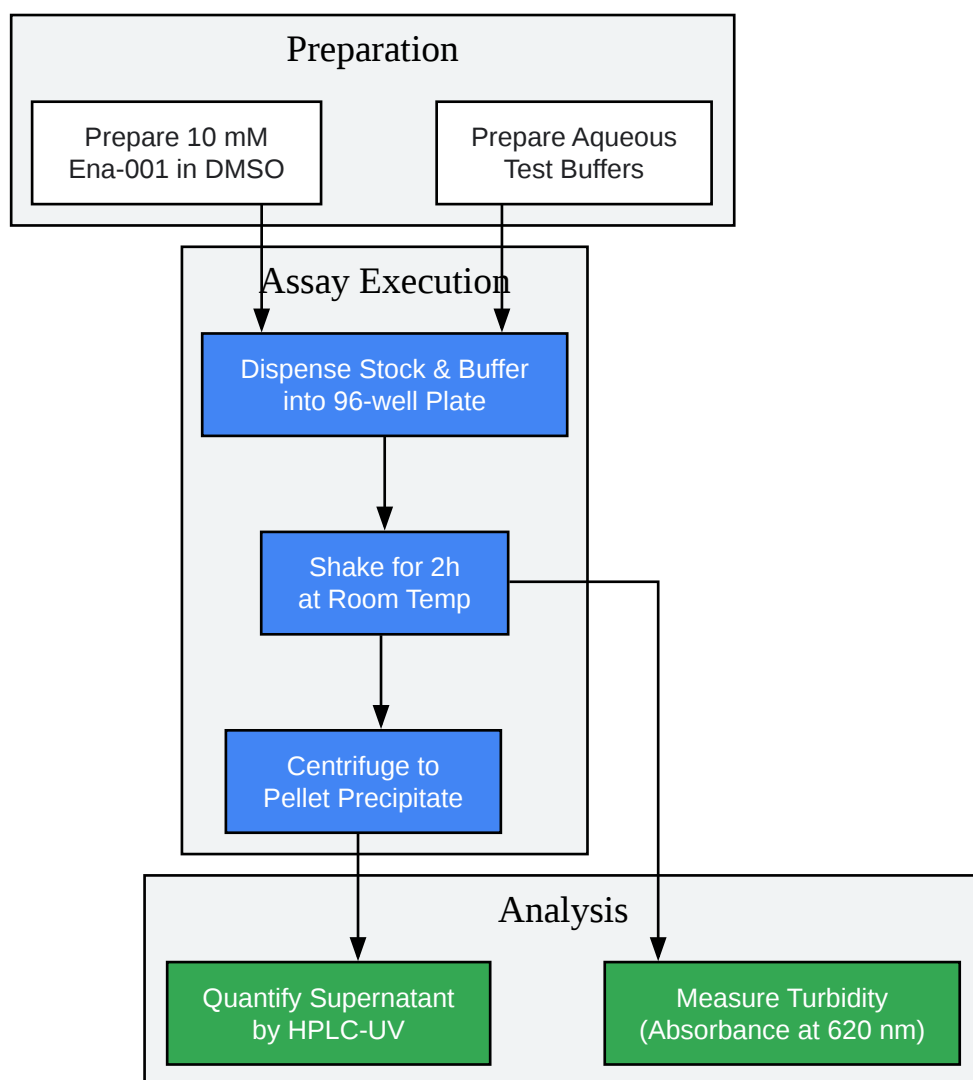 Preparation
Prepare 10 mM
Ena-001 in DMSO
Prepare Aqueous
Test Buffers
Assay Execution
Dispense Stock & Buffer
into 96-well Plate
Shake for 2h
at Room Temp
Centrifuge to
Pellet Precipitate
Analysis
Quantify Supernatant
by HPLC-UV
Measure Turbidity
(Absorbance at 620 nm)